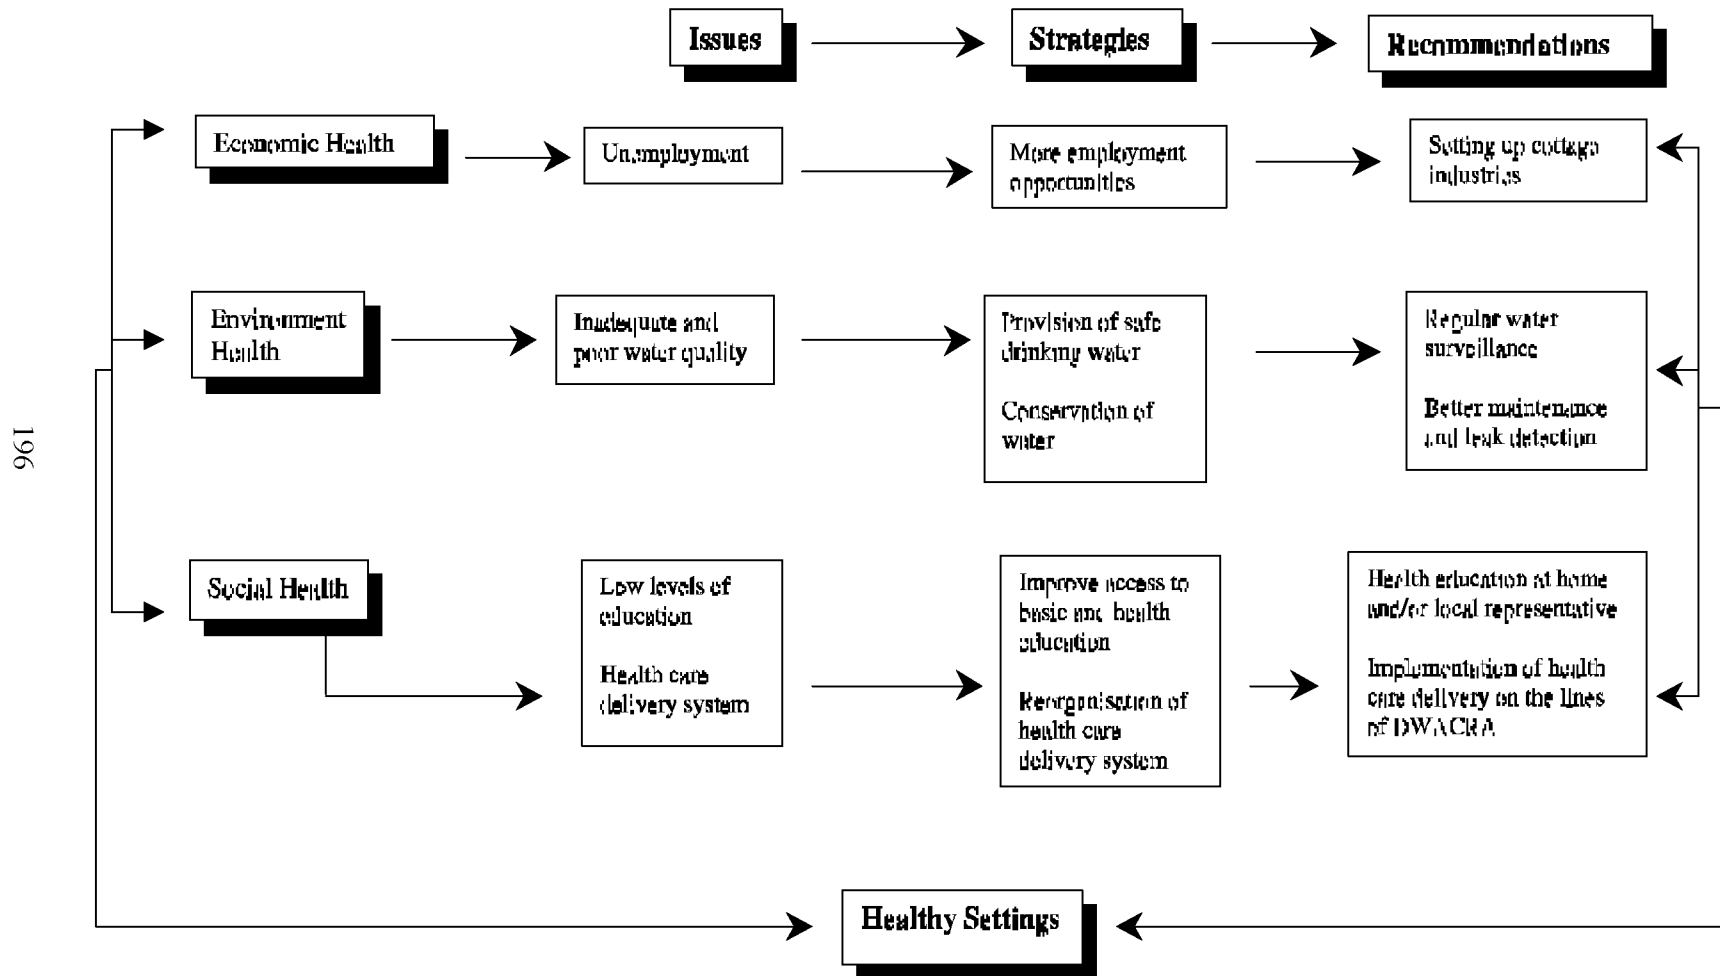 Issues
Strategies
Recommendations
Economic Health
Unemployment
More employment
opportunities
Setting up cottage
industries
Environment
Health
Inadequate and
poor water quality
Provision of safe
drinking water
Conservation of
water
Regular water
surveillance
Better maintenance
and leak detection
Social Health
Low levels of
education
Health care
delivery system
Improve access to
basic and health
education
Reorganisation of
health care
delivery system
Health education at home
and/or local representative
Implementation of health
care delivery on the lines
of DWACRA
Healthy Settings
196